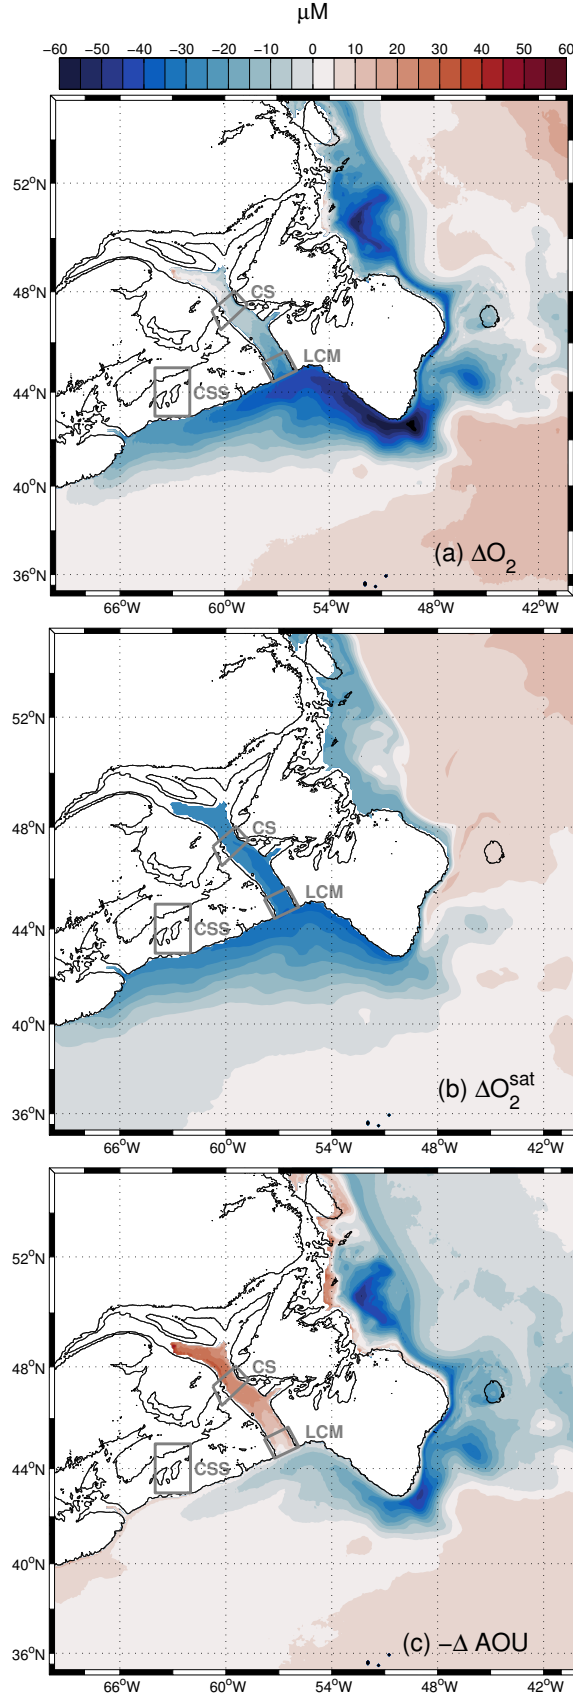 μM
−60 −50 −40 −30 −20 −10 0 10 20 30 40 50 60
52°N
48°N
44°N
40°N
36°N
CS
LCM
CSS
(a) ΔO₂
66°W 60°W 54°W 48°W 42°W
52°N
48°N
44°N
40°N
36°N
CS
LCM
CSS
(b) ΔO₂ˢᵃᵗ
66°W 60°W 54°W 48°W 42°W
52°N
48°N
44°N
40°N
36°N
CS
LCM
CSS
(c) −Δ AOU
66°W 60°W 54°W 48°W 42°W